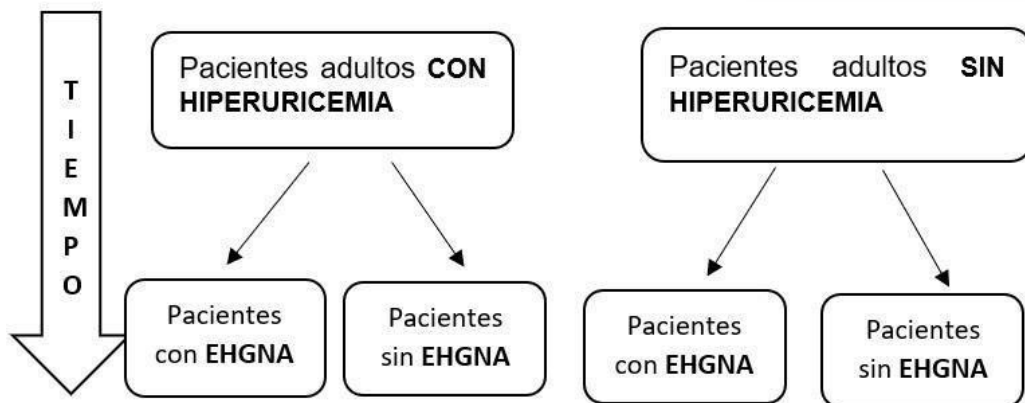 TIEMPO
Pacientes adultos CON
HIPERURICEMIA
Pacientes adultos SIN
HIPERURICEMIA
Pacientes
con EHGNA
Pacientes
sin EHGNA
Pacientes
con EHGNA
Pacientes
sin EHGNA